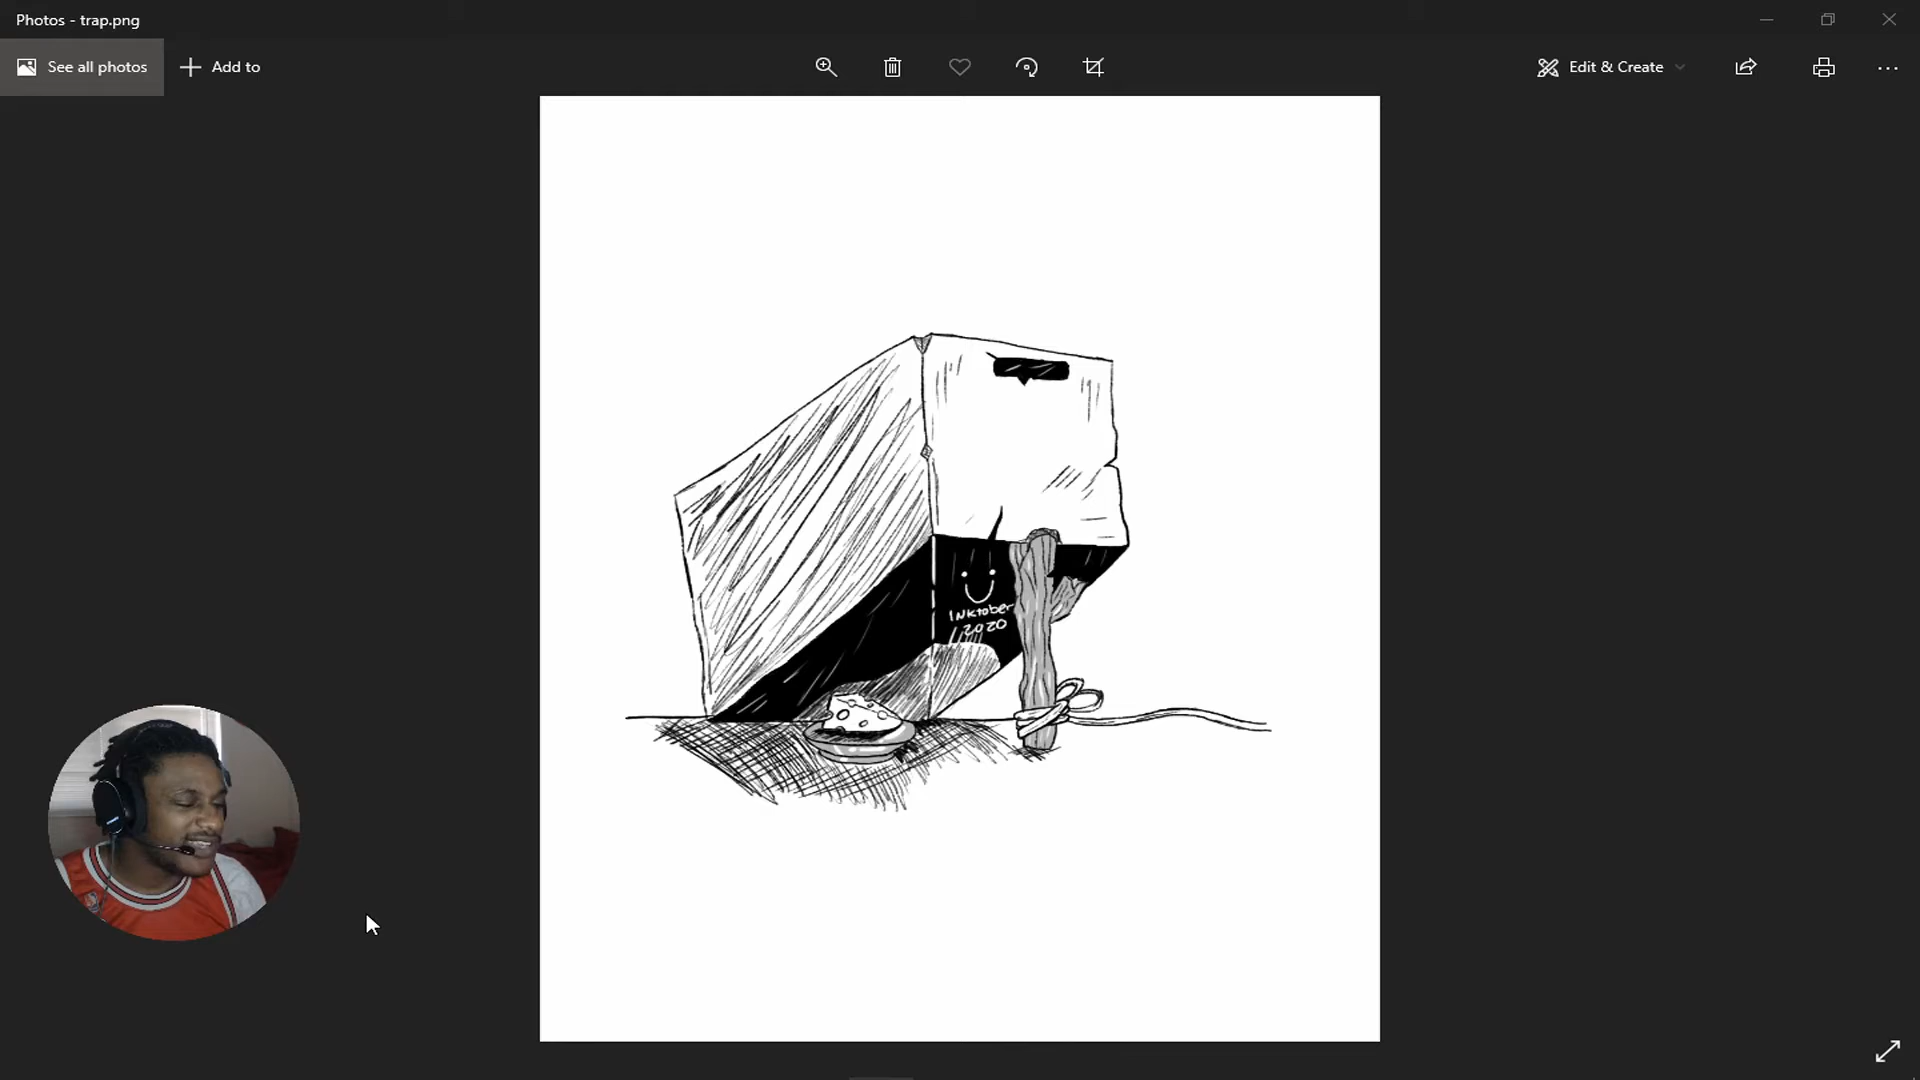 Photos - trap.png
See all photos
Add to
Edit & Create
INKtober
2020